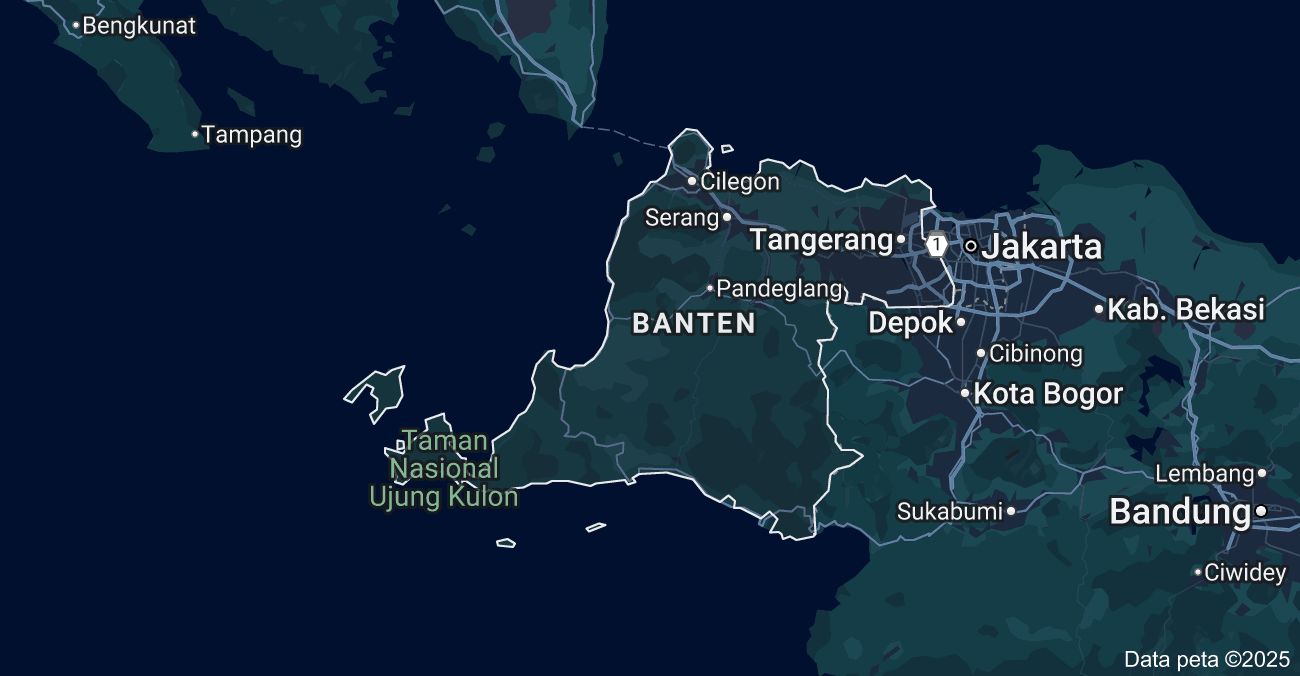 Bengkunat
Tampang
Cilegon
Serang
Tangerang
1
Jakarta
Pandeglang
Kab. Bekasi
BANTEN
Depok
Cibinong
Kota Bogor
Taman
Nasional
Ujung Kulon
Lembang
Sukabumi
Bandung
Ciwidey
Data peta ©2025